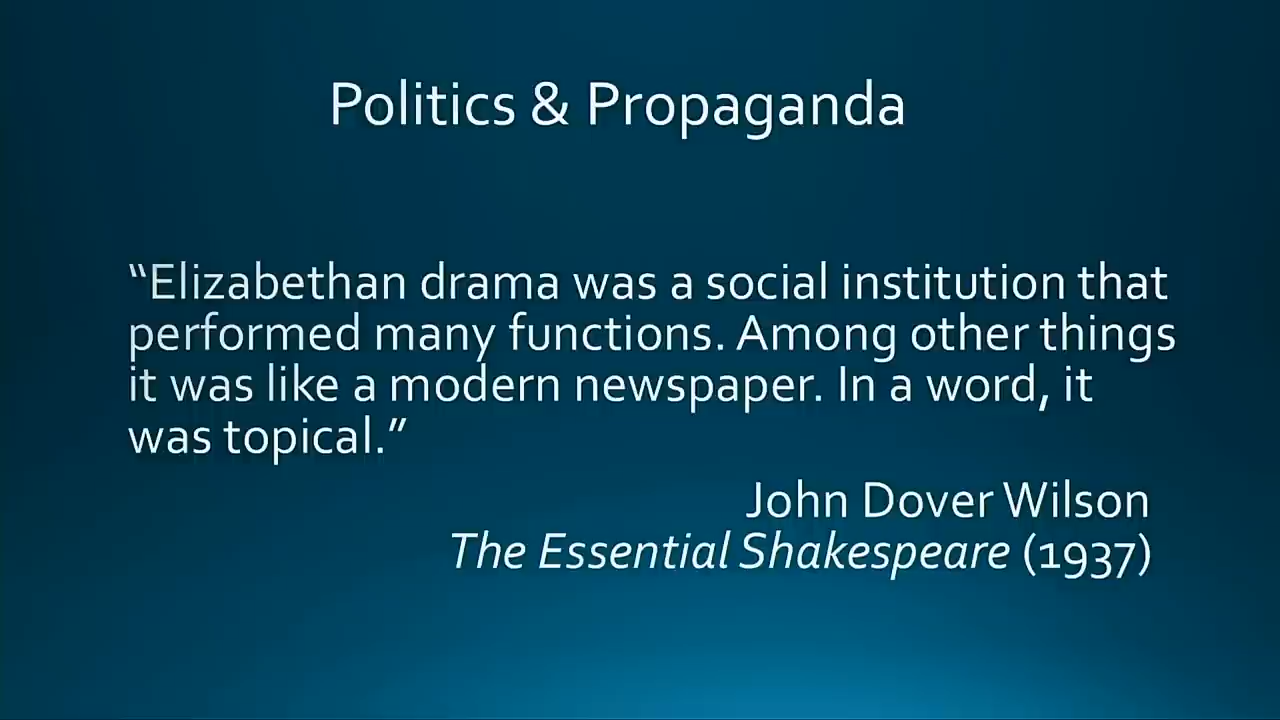 Politics & Propaganda
“Elizabethan drama was a social institution that
performed many functions. Among other things
it was like a modern newspaper. In a word, it
was topical.”
John Dover Wilson
The Essential Shakespeare (1937)